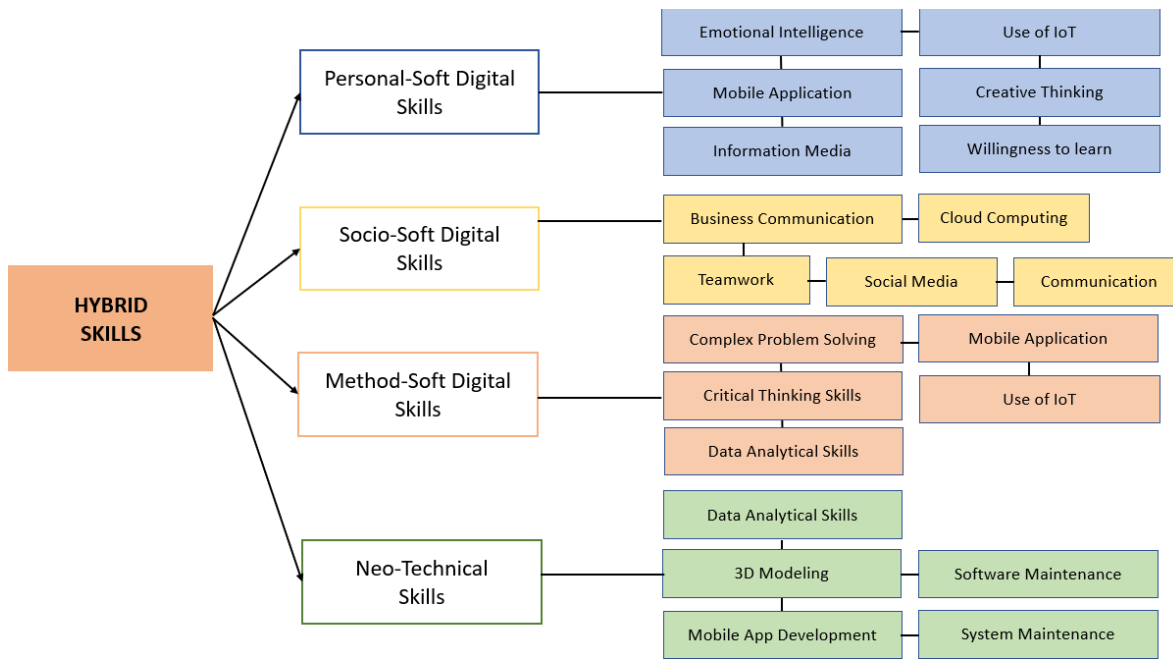 HYBRID
SKILLS
Personal-Soft Digital
Skills
Emotional Intelligence
Use of IoT
Mobile Application
Creative Thinking
Information Media
Willingness to learn
Socio-Soft Digital
Skills
Business Communication
Cloud Computing
Teamwork
Social Media
Communication
Method-Soft Digital
Skills
Complex Problem Solving
Mobile Application
Critical Thinking Skills
Use of IoT
Data Analytical Skills
Neo-Technical
Skills
Data Analytical Skills
3D Modeling
Software Maintenance
Mobile App Development
System Maintenance